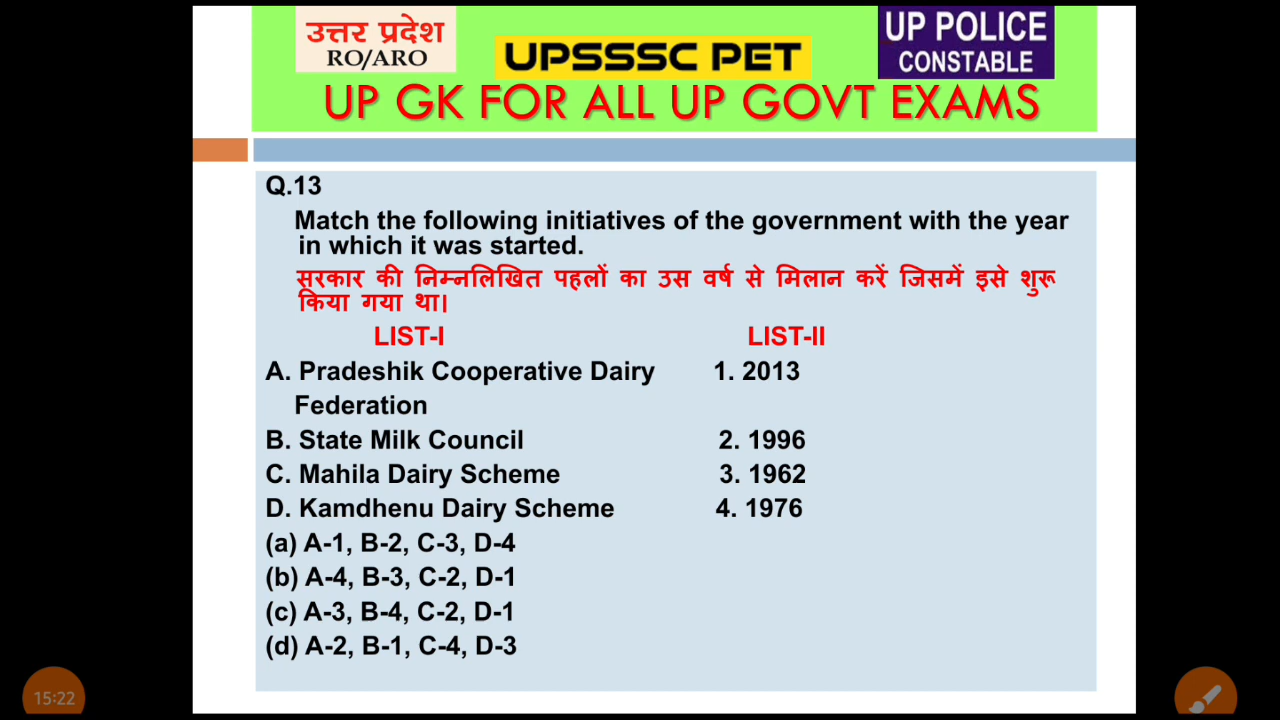 उत्तर प्रदेश
RO/ARO
UPSSSC PET
UP POLICE
CONSTABLE
UP GK FOR ALL UP GOVT EXAMS
Q.13
Match the following initiatives of the government with the year
in which it was started.
सरकार की निम्नलिखित पहलों का उस वर्ष से मिलान करें जिसमें इसे शुरू
किया गया था।
LIST-I LIST-II
A. Pradeshik Cooperative Dairy 1. 2013
Federation
B. State Milk Council 2. 1996
C. Mahila Dairy Scheme 3. 1962
D. Kamdhenu Dairy Scheme 4. 1976
(a) A-1, B-2, C-3, D-4
(b) A-4, B-3, C-2, D-1
(c) A-3, B-4, C-2, D-1
(d) A-2, B-1, C-4, D-3
15:22